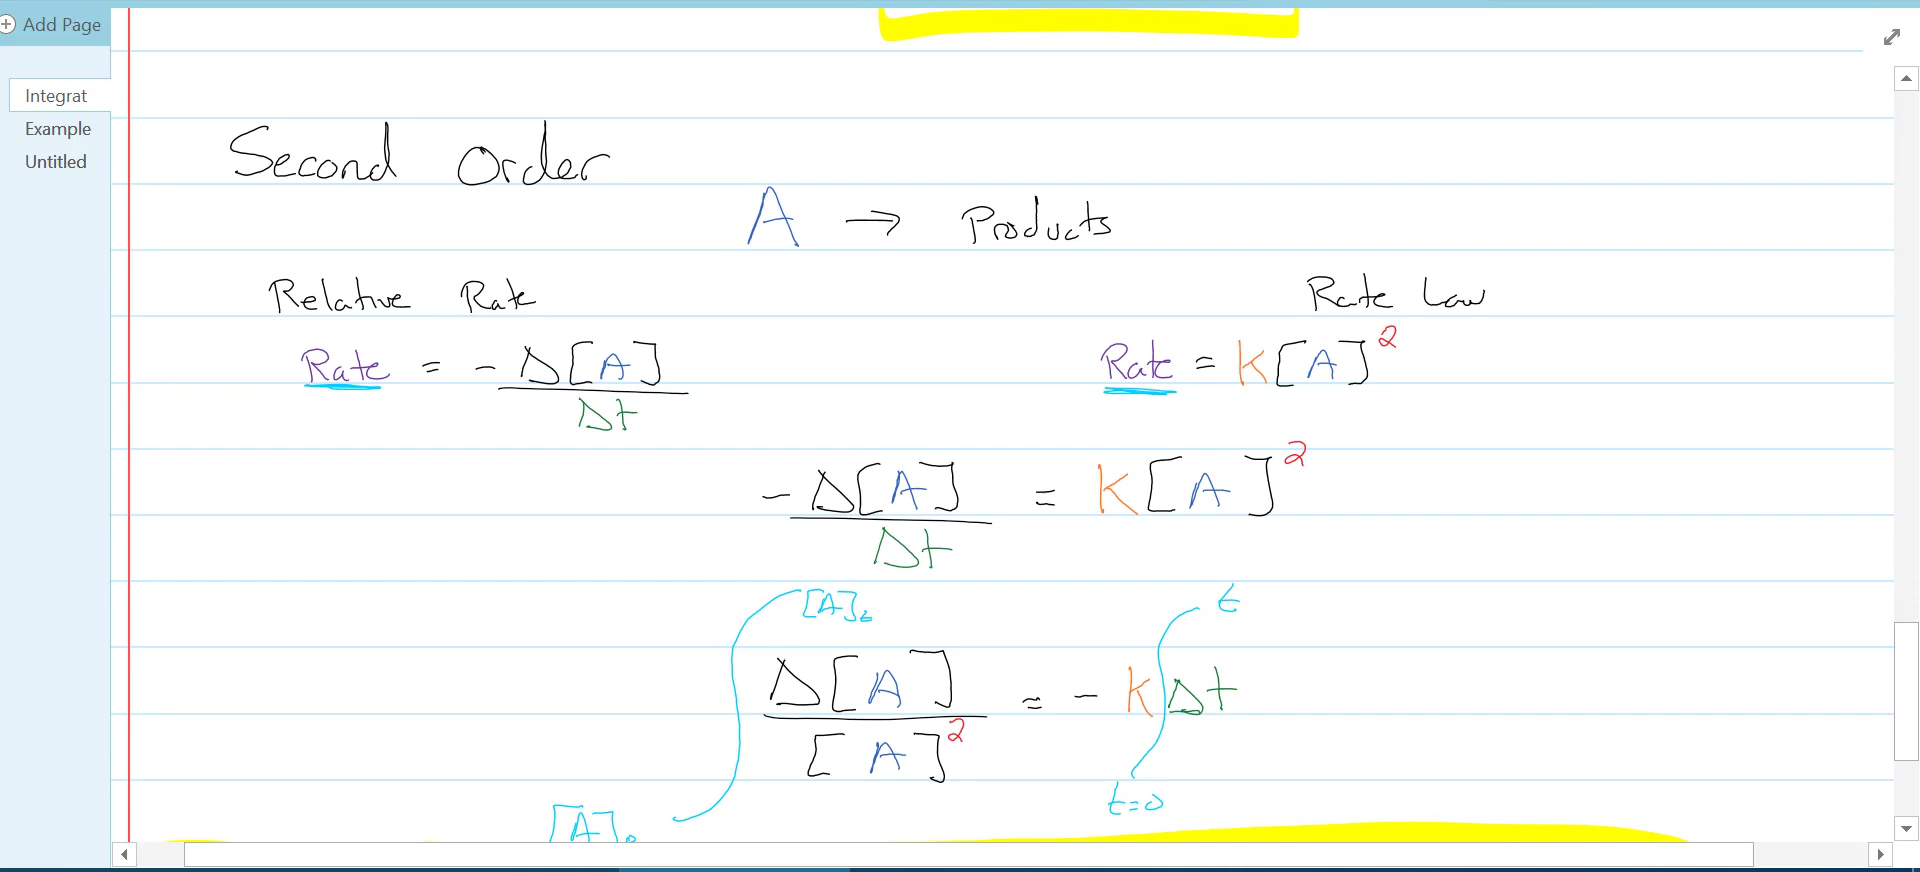 Add Page
Integrat
Example
Untitled
Second Order
A → Products
Relative Rate
Rate Law
Rate = - Δ[A] / Δt
Rate = K[A]²
- Δ[A] / Δt = K[A]²
[A]t
t
Δ[A] / [A]² = - K Δt
t=0
[A]₀